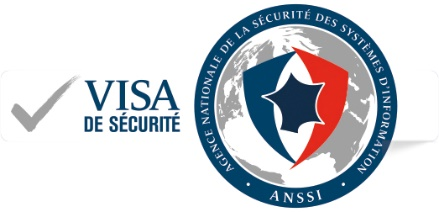 VISA
DE SÉCURITÉ
AGENCE NATIONALE DE LA SÉCURITÉ DES SYSTÈMES D'INFORMATION
• ANSSI •